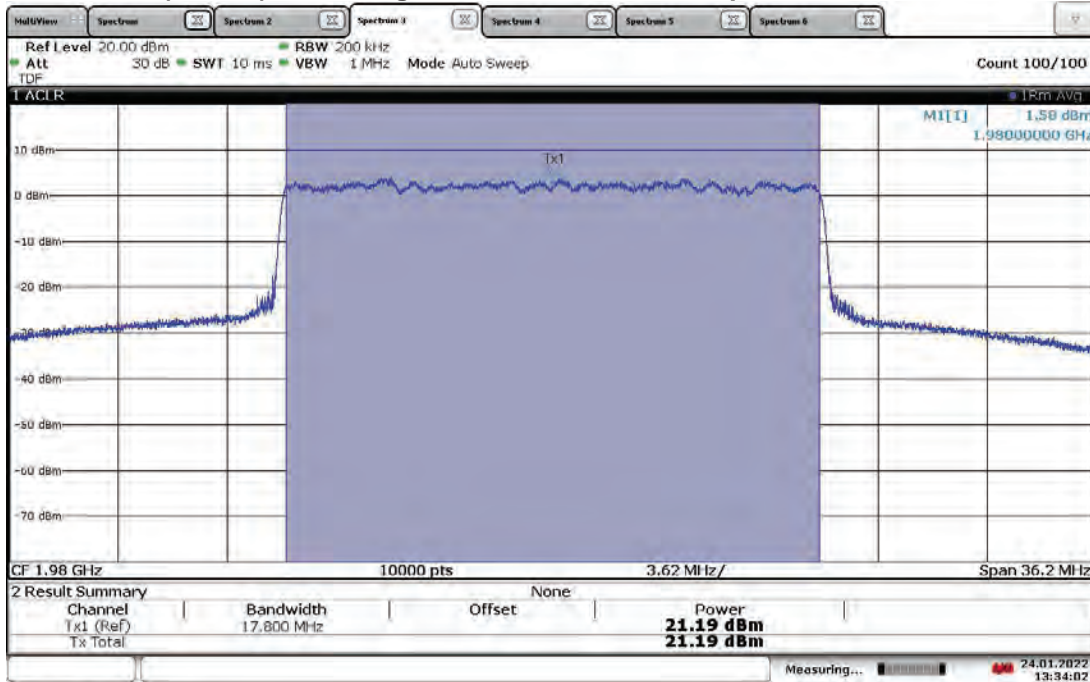 MultiView Spectrum Spectrum 2 Spectrum 3 Spectrum 4 Spectrum 5 Spectrum 6
Ref Level 20.00 dBm RBW 200 kHz
Att 30 dB SWT 10 ms VBW 1 MHz Mode Auto Sweep Count 100/100
TDF
1 ACLR 1Rm Avg
M1[1] 1.58 dBm
1.98000000 GHz
10 dBm
Tx1
0 dBm
-10 dBm
-20 dBm
-30 dBm
-40 dBm
-50 dBm
-60 dBm
-70 dBm
CF 1.98 GHz 10000 pts 3.62 MHz/ Span 36.2 MHz
2 Result Summary None
Channel Bandwidth Offset Power
Tx1 (Ref) 17.800 MHz 21.19 dBm
Tx Total 21.19 dBm
Measuring... 24.01.2022
13:34:02